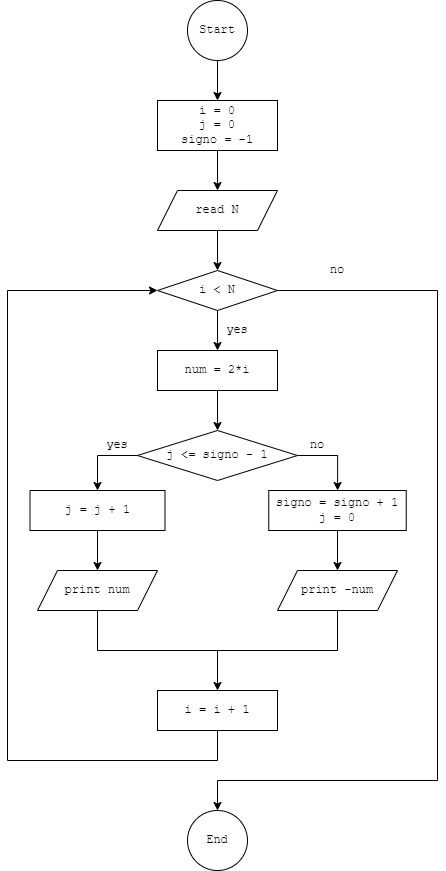 Start
i = 0
j = 0
signo = -1
read N
i < N
no
yes
num = 2*i
j <= signo - 1
yes
no
j = j + 1
signo = signo + 1
j = 0
print num
print -num
i = i + 1
End